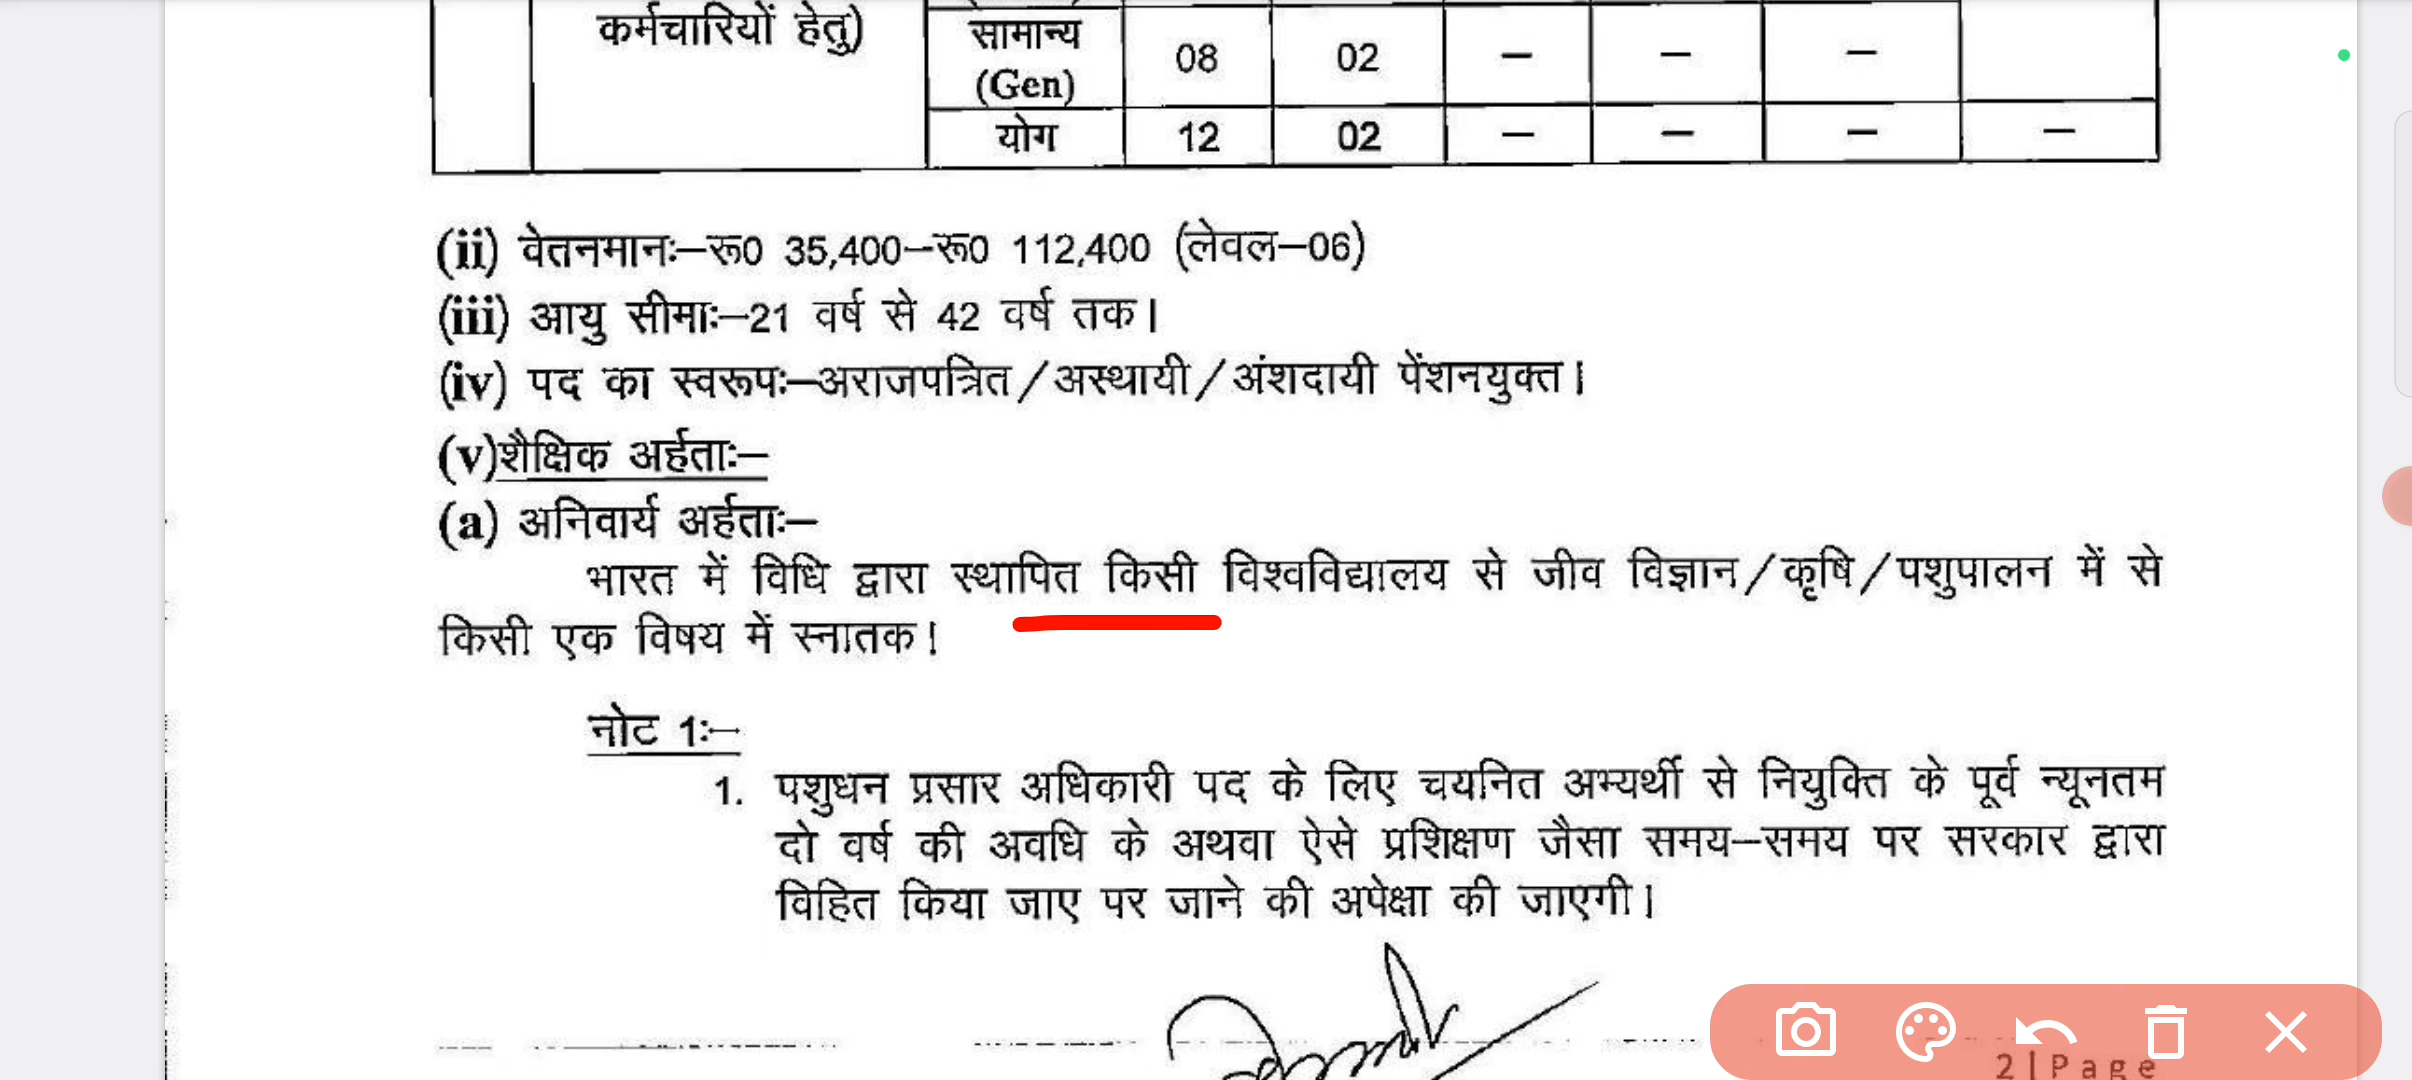 कर्मचारियों हेतु)
सामान्य
(Gen)
08 02 – – –
योग 12 02 – – – –
(ii) वेतनमानः–रू0 35,400–रू0 112,400 (लेवल–06)
(iii) आयु सीमाः–21 वर्ष से 42 वर्ष तक।
(iv) पद का स्वरूपः–अराजपत्रित/अस्थायी/अंशदायी पेंशनयुक्त।
(v)शैक्षिक अर्हताः–
(a) अनिवार्य अर्हताः–
भारत में विधि द्वारा स्थापित किसी विश्वविद्यालय से जीव विज्ञान/कृषि/पशुपालन में से
किसी एक विषय में स्नातक।
नोट 1:–
1. पशुधन प्रसार अधिकारी पद के लिए चयनित अभ्यर्थी से नियुक्ति के पूर्व न्यूनतम
दो वर्ष की अवधि के अथवा ऐसे प्रशिक्षण जैसा समय–समय पर सरकार द्वारा
विहित किया जाए पर जाने की अपेक्षा की जाएगी।
2 | P a g e